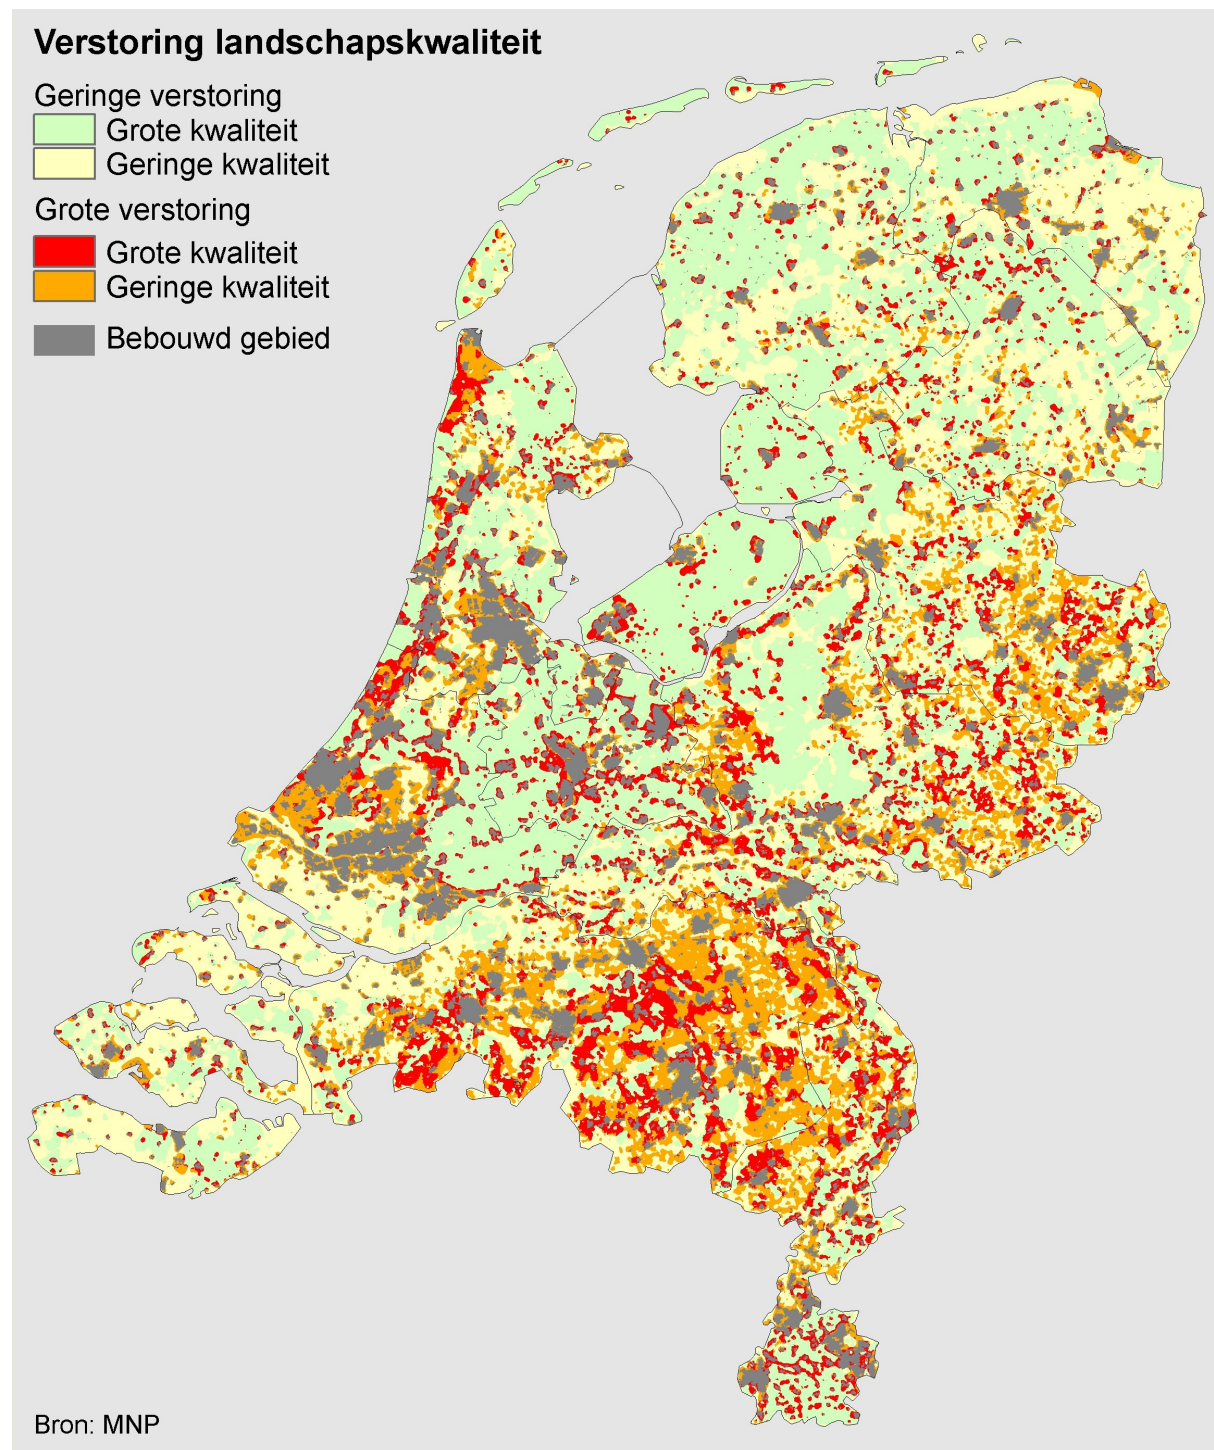 Verstoring landschapskwaliteit
Geringe verstoring
Grote kwaliteit
Geringe kwaliteit
Grote verstoring
Grote kwaliteit
Geringe kwaliteit
Bebouwd gebied
Bron: MNP